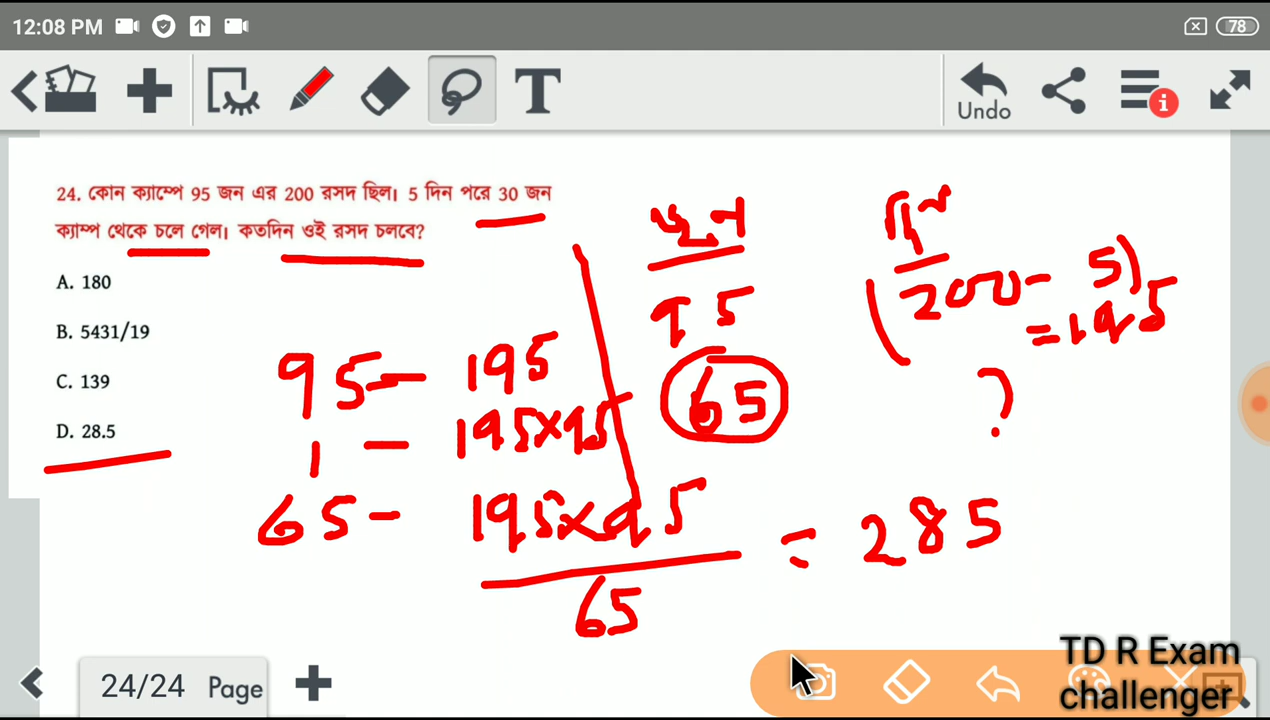 12:08 PM
78
T
Undo
i
24. কোন ক্যাম্পে 95 জন এর 200 রসদ ছিল। 5 দিন পরে 30 জন
ক্যাম্প থেকে চলে গেল। কতদিন ওই রসদ চলবে?
A. 180
B. 5431/19
C. 139
D. 28.5
জন
দিন
95
(200 - 5)
= 195
65
?
95 - 195
1 - 195×95
65 - 195×95
65
= 285
24/24 Page
TD R Exam
challenger